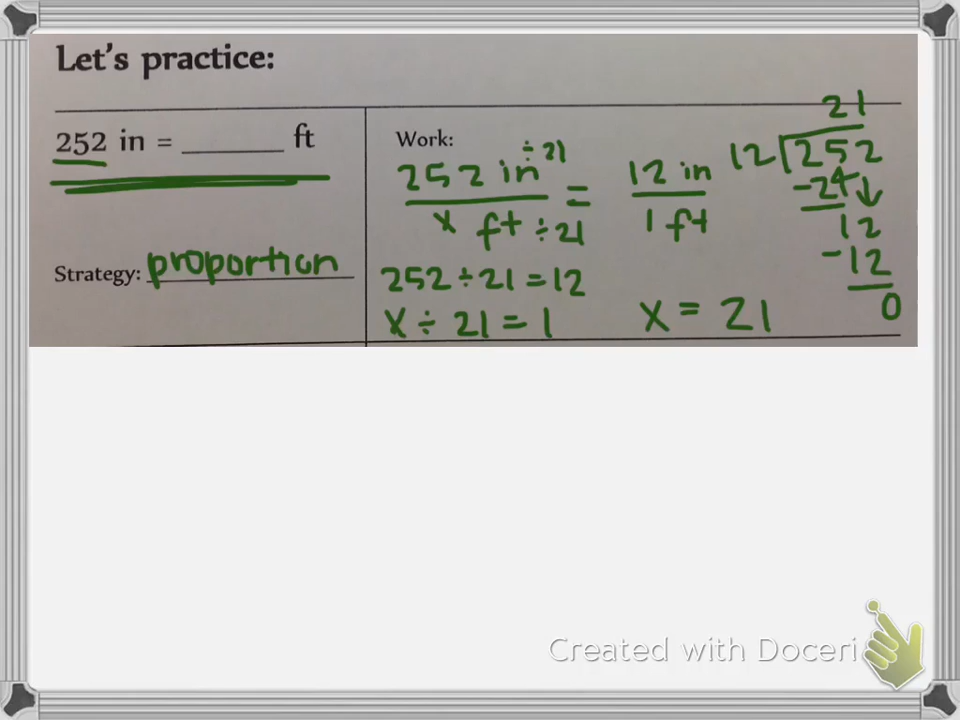 Let's practice:
252 in = ______ ft
Strategy: proportion
Work:
252 in ÷ 21 = 12 in
x ft ÷ 21 1 ft
252 ÷ 21 = 12
x ÷ 21 = 1
x = 21
21
12 252
-24
12
-12
0
Created with Doceri